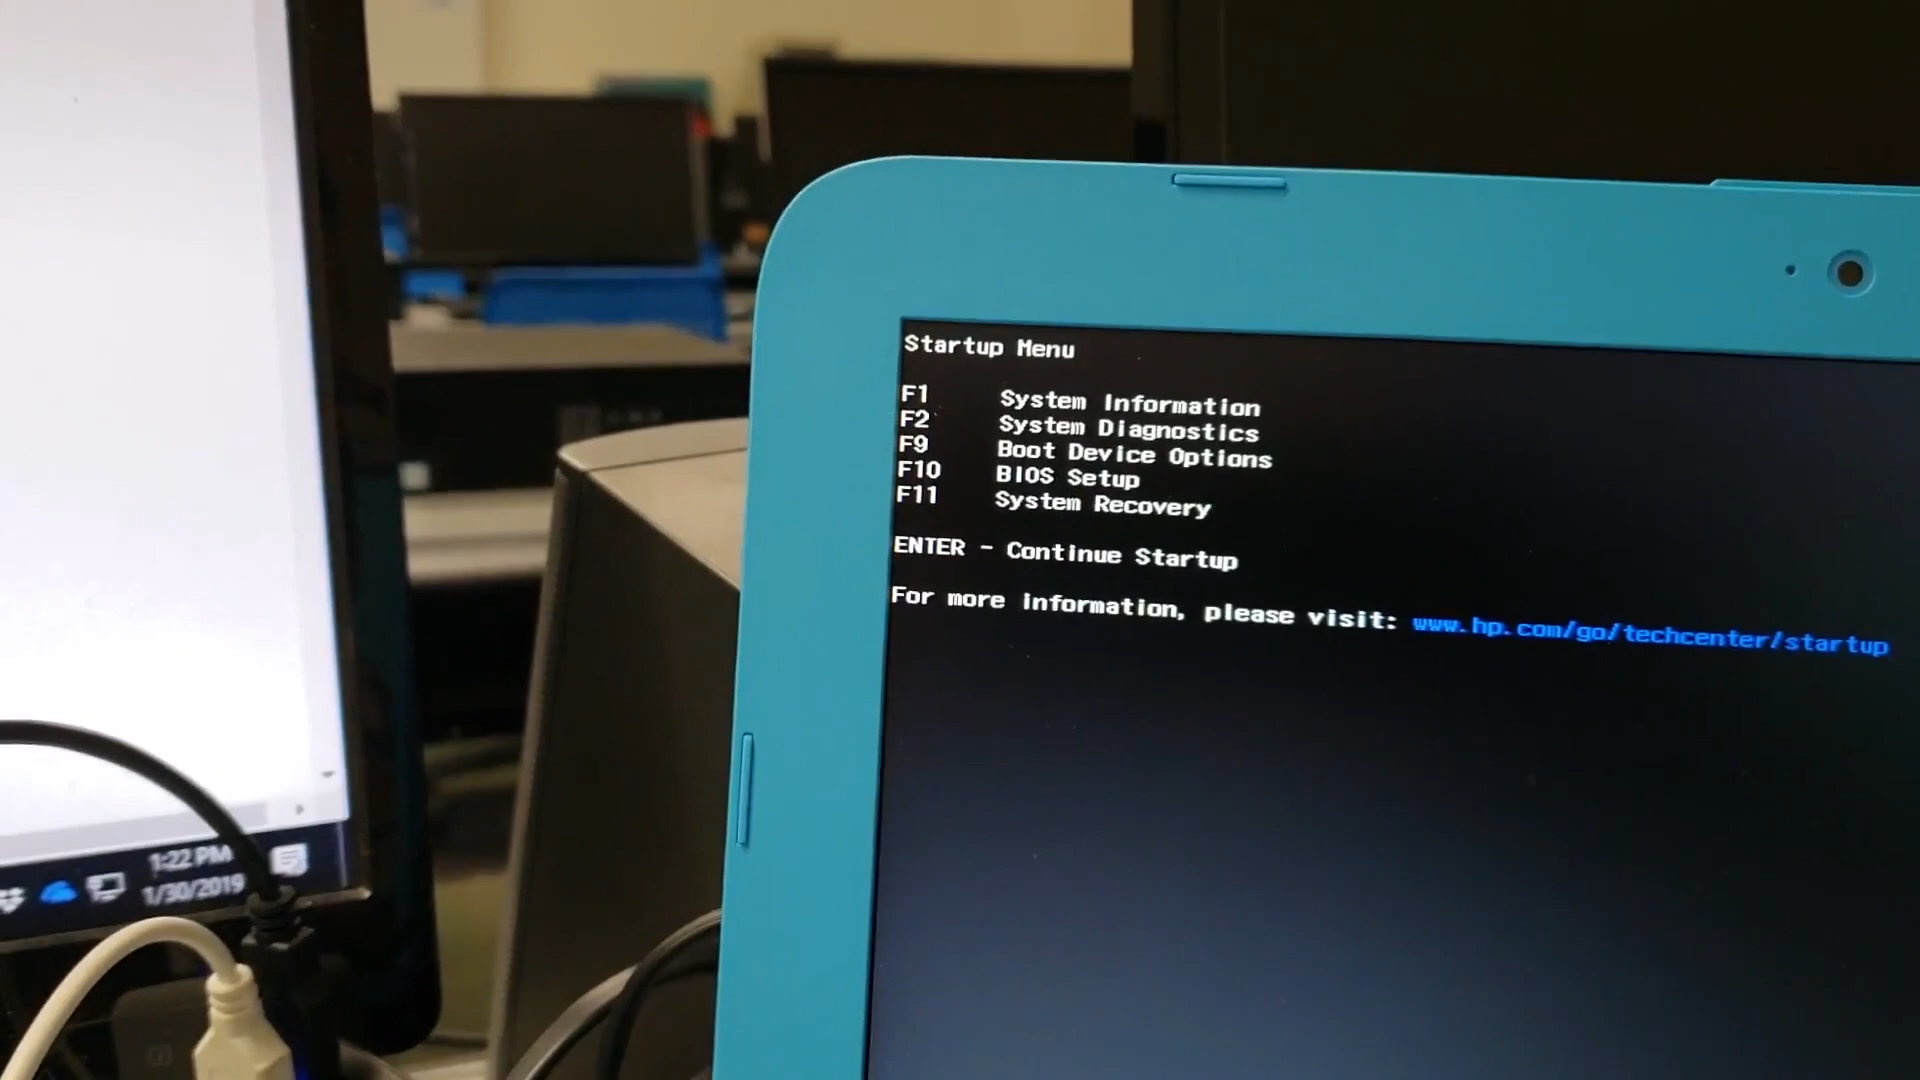 Startup Menu
F1 System Information
F2 System Diagnostics
F9 Boot Device Options
F10 BIOS Setup
F11 System Recovery
ENTER - Continue Startup
For more information, please visit: www.hp.com/go/techcenter/startup
1:22 PM
1/30/2019